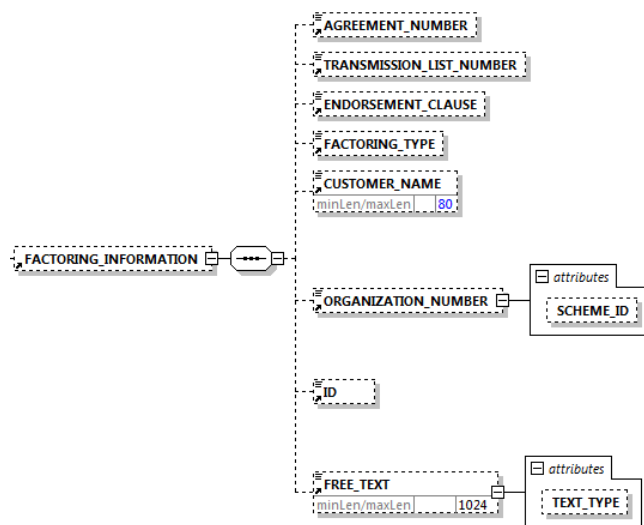 AGREEMENT_NUMBER
TRANSMISSION_LIST_NUMBER
ENDORSEMENT_CLAUSE
FACTORING_TYPE
CUSTOMER_NAME
minLen/maxLen 80
FACTORING_INFORMATION
attributes
ORGANIZATION_NUMBER
SCHEME_ID
ID
attributes
FREE_TEXT
minLen/maxLen 1024
TEXT_TYPE